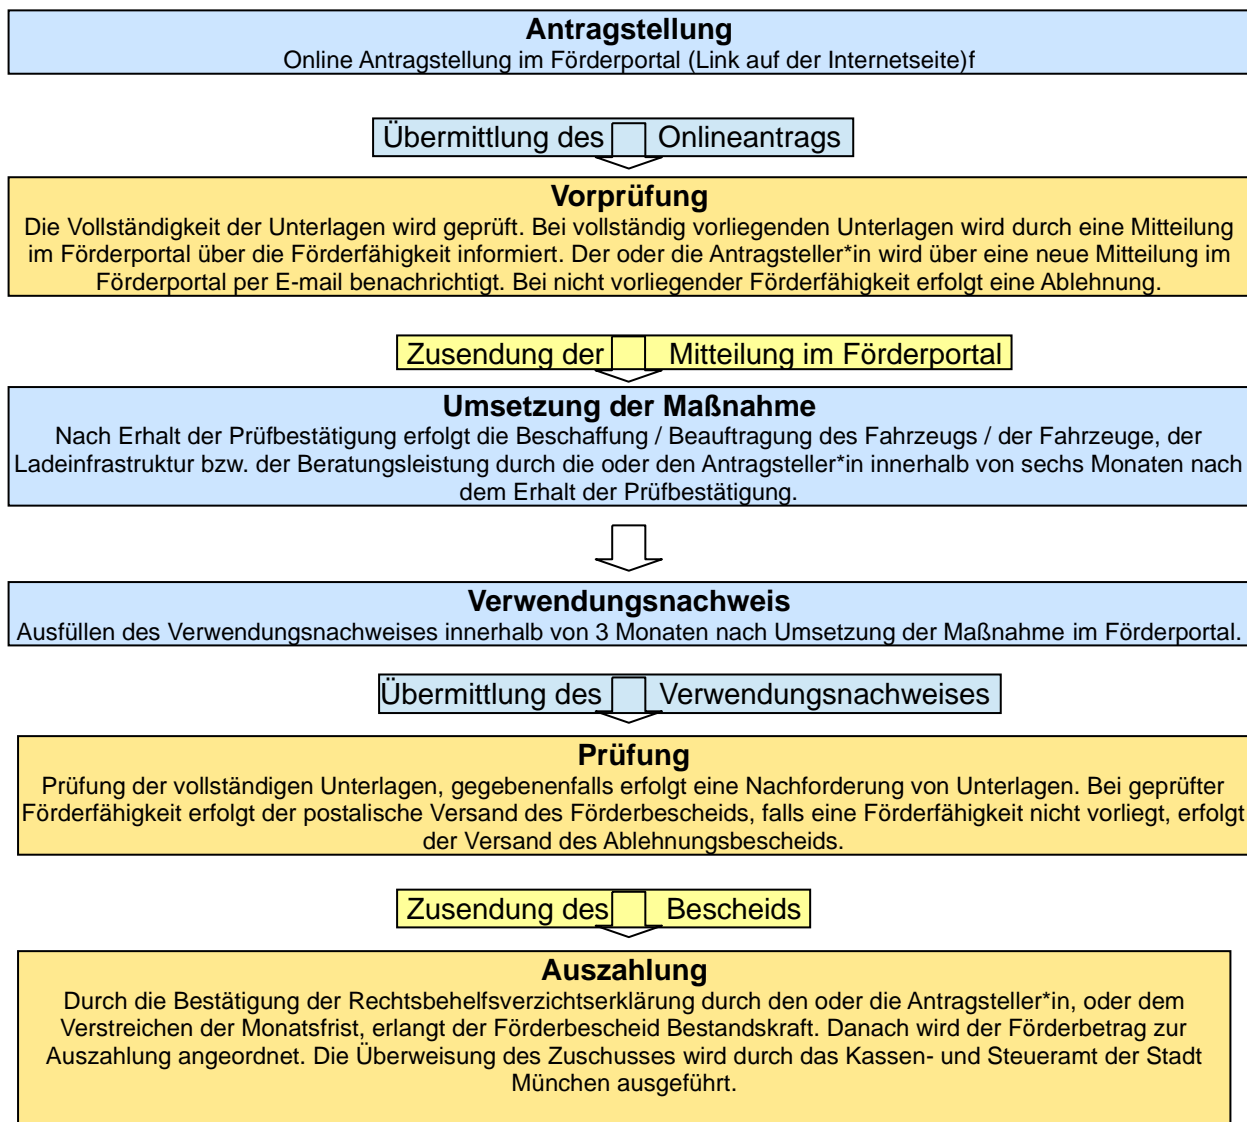 Antragstellung
Online Antragstellung im Förderportal (Link auf der Internetseite)f
Übermittlung des Onlineantrags
Vorprüfung
Die Vollständigkeit der Unterlagen wird geprüft. Bei vollständig vorliegenden Unterlagen wird durch eine Mitteilung
im Förderportal über die Förderfähigkeit informiert. Der oder die Antragsteller*in wird über eine neue Mitteilung im
Förderportal per E-mail benachrichtigt. Bei nicht vorliegender Förderfähigkeit erfolgt eine Ablehnung.
Zusendung der Mitteilung im Förderportal
Umsetzung der Maßnahme
Nach Erhalt der Prüfbestätigung erfolgt die Beschaffung / Beauftragung des Fahrzeugs / der Fahrzeuge, der
Ladeinfrastruktur bzw. der Beratungsleistung durch die oder den Antragsteller*in innerhalb von sechs Monaten nach
dem Erhalt der Prüfbestätigung.
Verwendungsnachweis
Ausfüllen des Verwendungsnachweises innerhalb von 3 Monaten nach Umsetzung der Maßnahme im Förderportal.
Übermittlung des Verwendungsnachweises
Prüfung
Prüfung der vollständigen Unterlagen, gegebenenfalls erfolgt eine Nachforderung von Unterlagen. Bei geprüfter
Förderfähigkeit erfolgt der postalische Versand des Förderbescheids, falls eine Förderfähigkeit nicht vorliegt, erfolgt
der Versand des Ablehnungsbescheids.
Zusendung des Bescheids
Auszahlung
Durch die Bestätigung der Rechtsbehelfsverzichtserklärung durch den oder die Antragsteller*in, oder dem
Verstreichen der Monatsfrist, erlangt der Förderbescheid Bestandskraft. Danach wird der Förderbetrag zur
Auszahlung angeordnet. Die Überweisung des Zuschusses wird durch das Kassen- und Steueramt der Stadt
München ausgeführt.